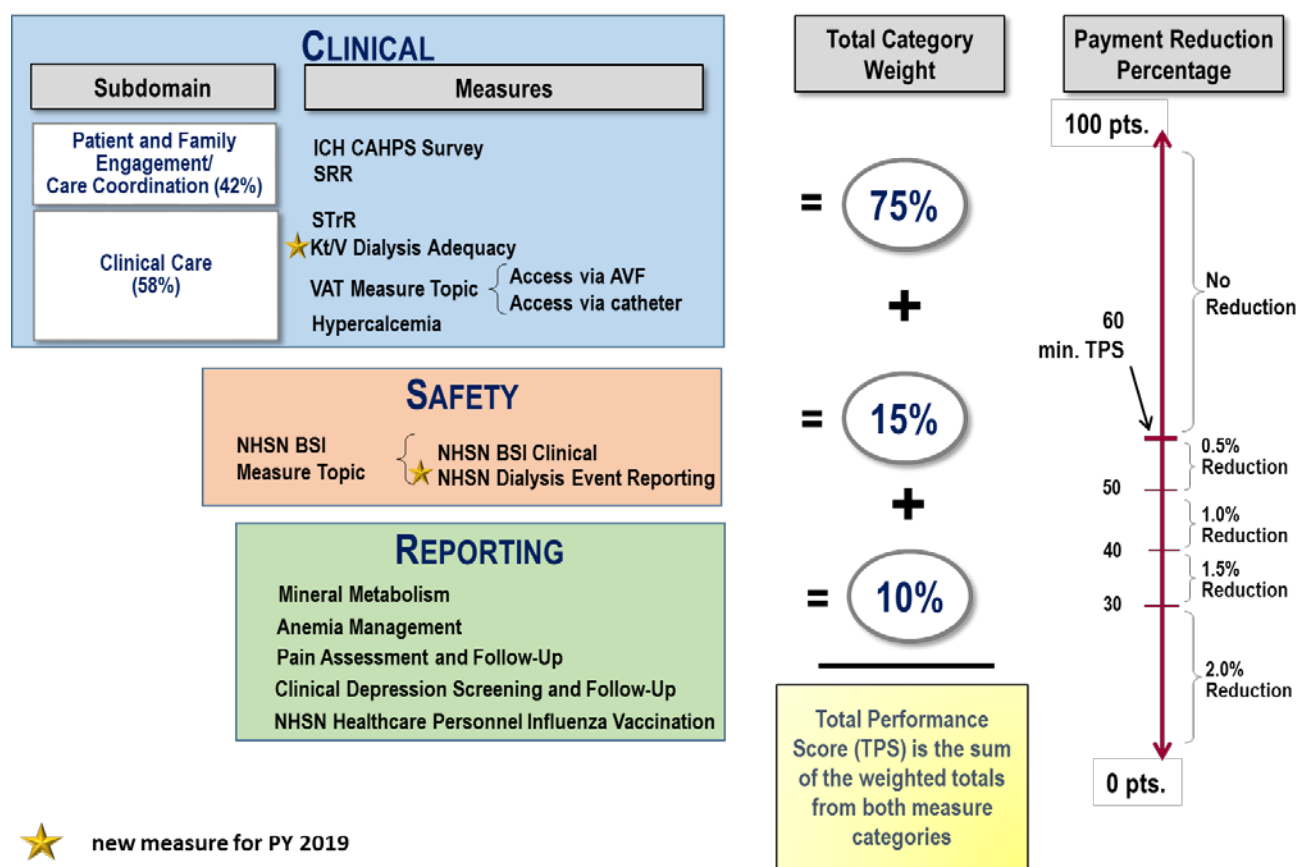 CLINICAL
Subdomain
Measures
Patient and Family
Engagement/
Care Coordination (42%)
ICH CAHPS Survey
SRR
Clinical Care
(58%)
STrR
Kt/V Dialysis Adequacy
VAT Measure Topic
Access via AVF
Access via catheter
Hypercalcemia
SAFETY
NHSN BSI
Measure Topic
NHSN BSI Clinical
NHSN Dialysis Event Reporting
REPORTING
Mineral Metabolism
Anemia Management
Pain Assessment and Follow-Up
Clinical Depression Screening and Follow-Up
NHSN Healthcare Personnel Influenza Vaccination
new measure for PY 2019
Total Category
Weight
= 75%
+
= 15%
+
= 10%
Total Performance
Score (TPS) is the sum
of the weighted totals
from both measure
categories
Payment Reduction
Percentage
100 pts.
No
Reduction
60
min. TPS
0.5%
Reduction
50
1.0%
Reduction
40
1.5%
Reduction
30
2.0%
Reduction
0 pts.